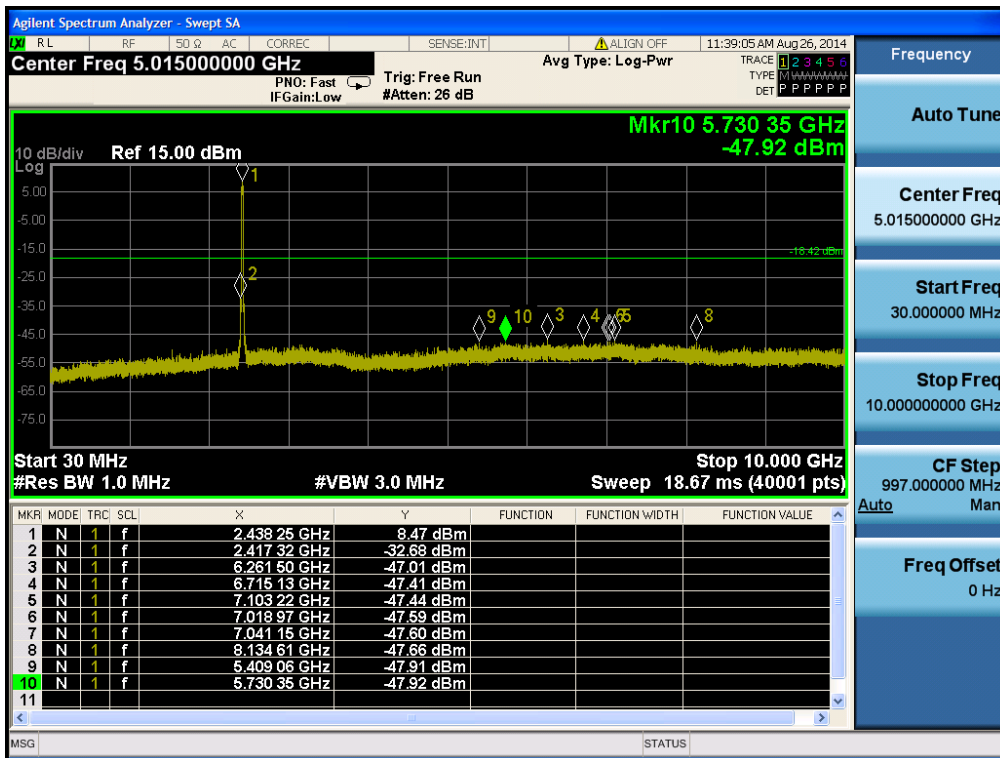 Agilent Spectrum Analyzer - Swept SA
LXI RL RF 50 Ω AC CORREC SENSE:INT ALIGN OFF 11:39:05 AM Aug 26, 2014
Center Freq 5.015000000 GHz
PNO: Fast
IFGain:Low
Trig: Free Run
#Atten: 26 dB
Avg Type: Log-Pwr
TRACE 1 2 3 4 5 6
TYPE M WWWWW
DET P P P P P P
Mkr10 5.730 35 GHz
-47.92 dBm
10 dB/div Ref 15.00 dBm
Log
5.00
-5.00
-15.0
-25.0
-35.0
-45.0
-55.0
-65.0
-75.0
-18.42 dBm
1
2
9 10 3 4 5 8
Start 30 MHz Stop 10.000 GHz
#Res BW 1.0 MHz #VBW 3.0 MHz Sweep 18.67 ms (40001 pts)
MKR MODE TRC SCL X Y FUNCTION FUNCTION WIDTH FUNCTION VALUE
1 N 1 f 2.438 25 GHz 8.47 dBm
2 N 1 f 2.417 32 GHz -32.68 dBm
3 N 1 f 6.261 50 GHz -47.01 dBm
4 N 1 f 6.715 13 GHz -47.41 dBm
5 N 1 f 7.103 22 GHz -47.44 dBm
6 N 1 f 7.018 97 GHz -47.59 dBm
7 N 1 f 7.041 15 GHz -47.60 dBm
8 N 1 f 8.134 61 GHz -47.66 dBm
9 N 1 f 5.409 06 GHz -47.91 dBm
10 N 1 f 5.730 35 GHz -47.92 dBm
11
MSG STATUS
Frequency
Auto Tune
Center Freq
5.015000000 GHz
Start Freq
30.000000 MHz
Stop Freq
10.000000000 GHz
CF Step
997.000000 MHz
Auto Man
Freq Offset
0 Hz